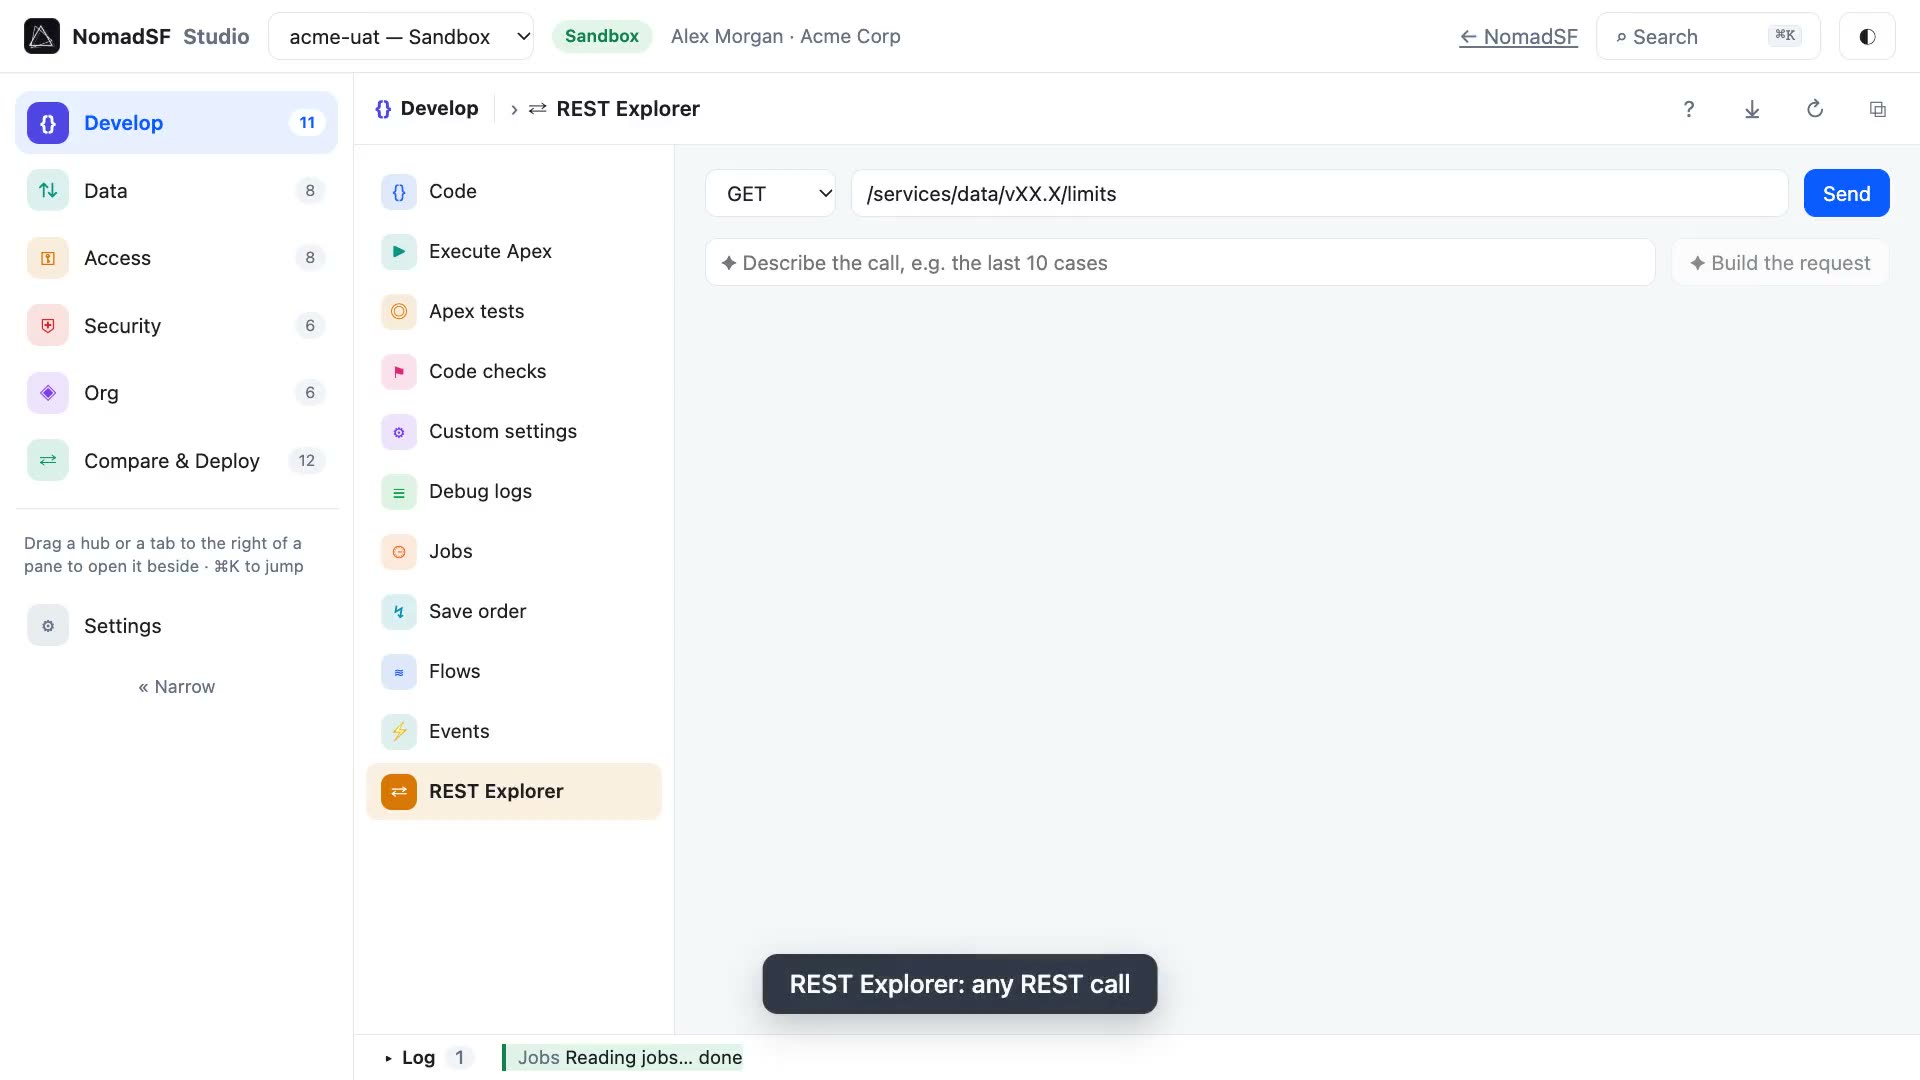 NomadSF Studio
acme-uat — Sandbox
Sandbox
Alex Morgan · Acme Corp
← NomadSF
Search
⌘K
{} Develop 11
Data 8
Access 8
Security 6
Org 6
Compare & Deploy 12
Drag a hub or a tab to the right of a
pane to open it beside · ⌘K to jump
Settings
« Narrow
{} Develop › ⇄ REST Explorer
?
{} Code
Execute Apex
Apex tests
Code checks
Custom settings
Debug logs
Jobs
Save order
Flows
Events
REST Explorer
GET
/services/data/vXX.X/limits
Send
✦ Describe the call, e.g. the last 10 cases
✦ Build the request
REST Explorer: any REST call
▸ Log 1
Jobs Reading jobs... done